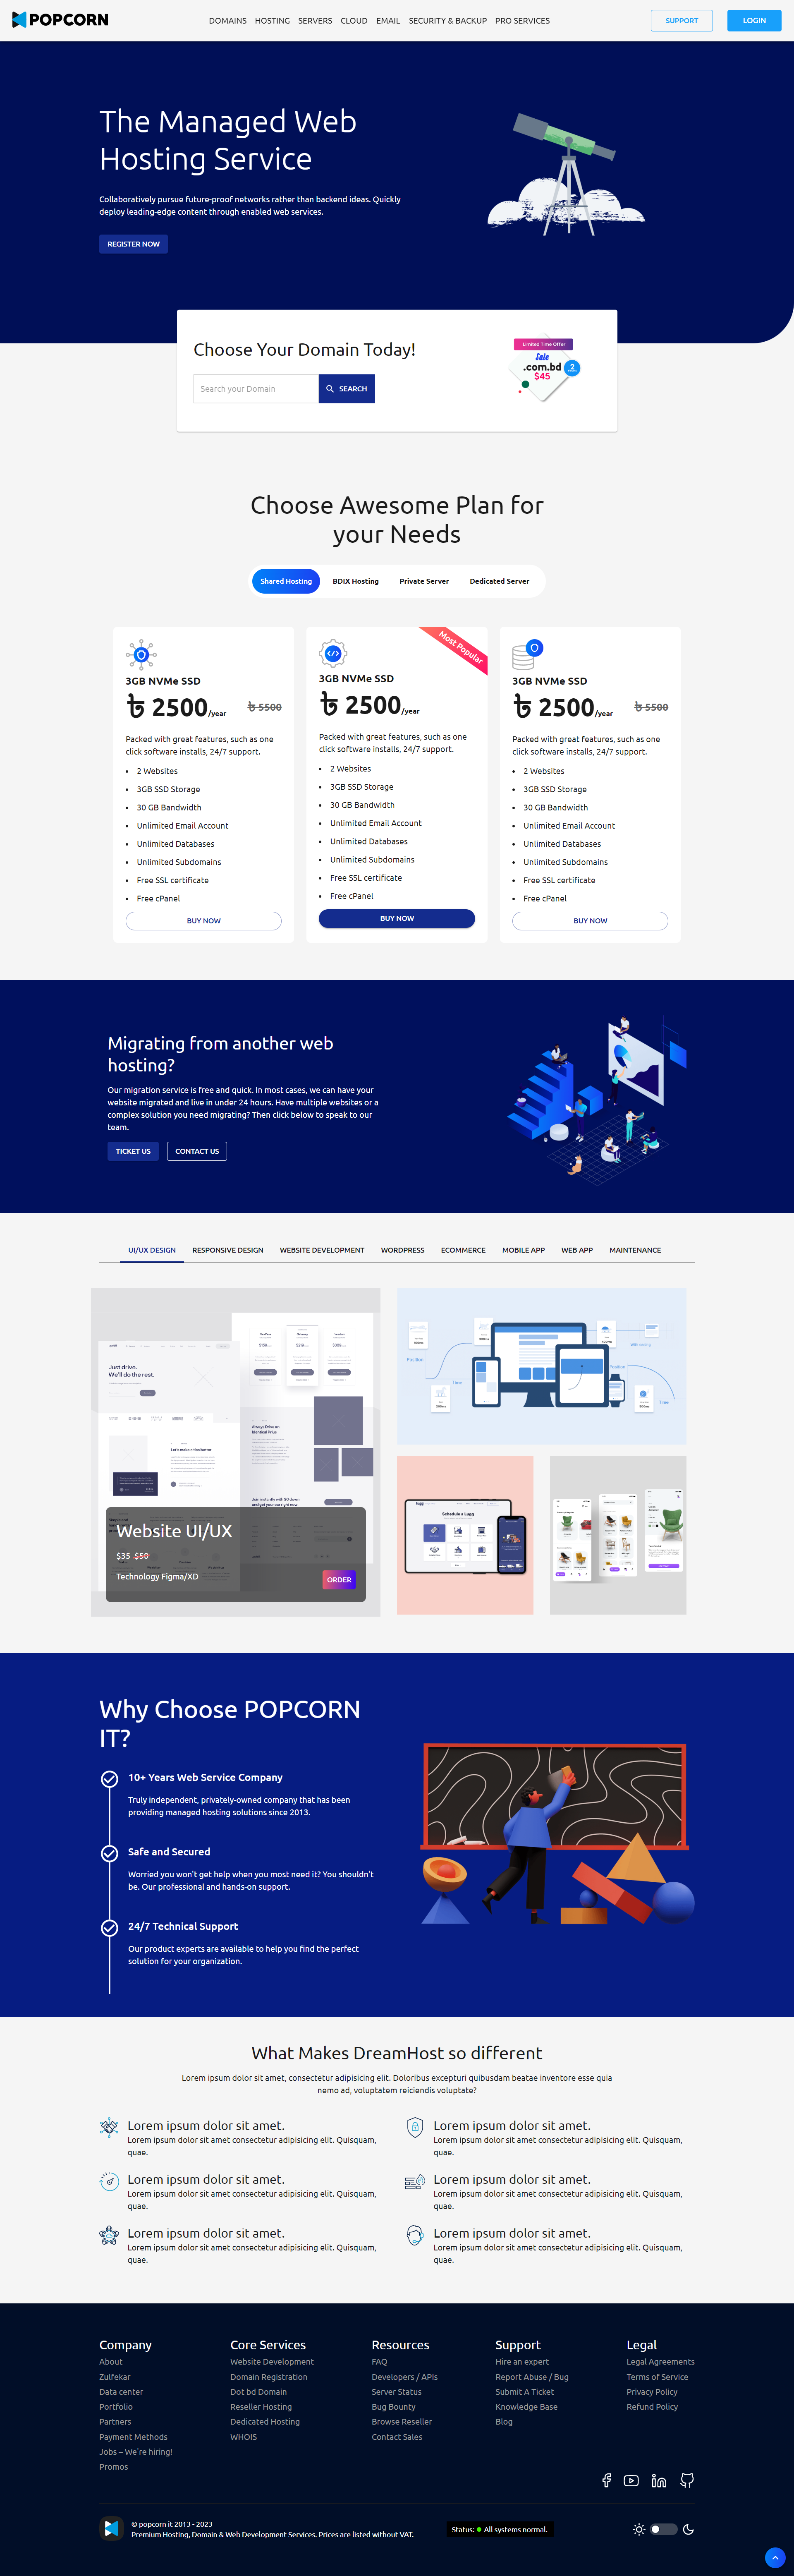 POPCORN
DOMAINS HOSTING SERVERS CLOUD EMAIL SECURITY & BACKUP PRO SERVICES
SUPPORT
LOGIN
The Managed Web
Hosting Service
Collaboratively pursue future-proof networks rather than backend ideas. Quickly
deploy leading-edge content through enabled web services.
REGISTER NOW
Choose Your Domain Today!
Search your Domain
SEARCH
Limited Time Offer
Sale
.com.bd
$45
Choose Awesome Plan for
your Needs
Shared Hosting BDIX Hosting Private Server Dedicated Server
3GB NVMe SSD
৳ 2500/year ৳ 5500
Packed with great features, such as one
click software installs, 24/7 support.
2 Websites
3GB SSD Storage
30 GB Bandwidth
Unlimited Email Account
Unlimited Databases
Unlimited Subdomains
Free SSL certificate
Free cPanel
BUY NOW
Most Popular
3GB NVMe SSD
৳ 2500/year
Packed with great features, such as one
click software installs, 24/7 support.
2 Websites
3GB SSD Storage
30 GB Bandwidth
Unlimited Email Account
Unlimited Databases
Unlimited Subdomains
Free SSL certificate
Free cPanel
BUY NOW
3GB NVMe SSD
৳ 2500/year ৳ 5500
Packed with great features, such as one
click software installs, 24/7 support.
2 Websites
3GB SSD Storage
30 GB Bandwidth
Unlimited Email Account
Unlimited Databases
Unlimited Subdomains
Free SSL certificate
Free cPanel
BUY NOW
Migrating from another web
hosting?
Our migration service is free and quick. In most cases, we can have your
website migrated and live in under 24 hours. Have multiple websites or a
complex solution you need migrating? Then click below to speak to our
team.
TICKET US
CONTACT US
UI/UX DESIGN RESPONSIVE DESIGN WEBSITE DEVELOPMENT WORDPRESS ECOMMERCE MOBILE APP WEB APP MAINTENANCE
Just drive.
We'll do the rest.
Always Drive an
Identical Prius
Let's make cities better
Website UI/UX
$35 $50
Technology Figma/XD
ORDER
Position
Time
Position
Time
Schedule a Lugg
Why Choose POPCORN
IT?
10+ Years Web Service Company
Truly independent, privately-owned company that has been
providing managed hosting solutions since 2013.
Safe and Secured
Worried you won't get help when you most need it? You shouldn't
be. Our professional and hands-on support.
24/7 Technical Support
Our product experts are available to help you find the perfect
solution for your organization.
What Makes DreamHost so different
Lorem ipsum dolor sit amet, consectetur adipisicing elit. Doloribus excepturi quibusdam beatae inventore esse quia
nemo ad, voluptatem reiciendis voluptate?
Lorem ipsum dolor sit amet.
Lorem ipsum dolor sit amet consectetur adipisicing elit. Quisquam,
quae.
Lorem ipsum dolor sit amet.
Lorem ipsum dolor sit amet consectetur adipisicing elit. Quisquam,
quae.
Lorem ipsum dolor sit amet.
Lorem ipsum dolor sit amet consectetur adipisicing elit. Quisquam,
quae.
Lorem ipsum dolor sit amet.
Lorem ipsum dolor sit amet consectetur adipisicing elit. Quisquam,
quae.
Lorem ipsum dolor sit amet.
Lorem ipsum dolor sit amet consectetur adipisicing elit. Quisquam,
quae.
Lorem ipsum dolor sit amet.
Lorem ipsum dolor sit amet consectetur adipisicing elit. Quisquam,
quae.
Company
About
Zulfekar
Data center
Portfolio
Partners
Payment Methods
Jobs – We're hiring!
Promos
Core Services
Website Development
Domain Registration
Dot bd Domain
Reseller Hosting
Dedicated Hosting
WHOIS
Resources
FAQ
Developers / APIs
Server Status
Bug Bounty
Browse Reseller
Contact Sales
Support
Hire an expert
Report Abuse / Bug
Submit A Ticket
Knowledge Base
Blog
Legal
Legal Agreements
Terms of Service
Privacy Policy
Refund Policy
© popcorn it 2013 - 2023
Premium Hosting, Domain & Web Development Services. Prices are listed without VAT.
Status: All systems normal.